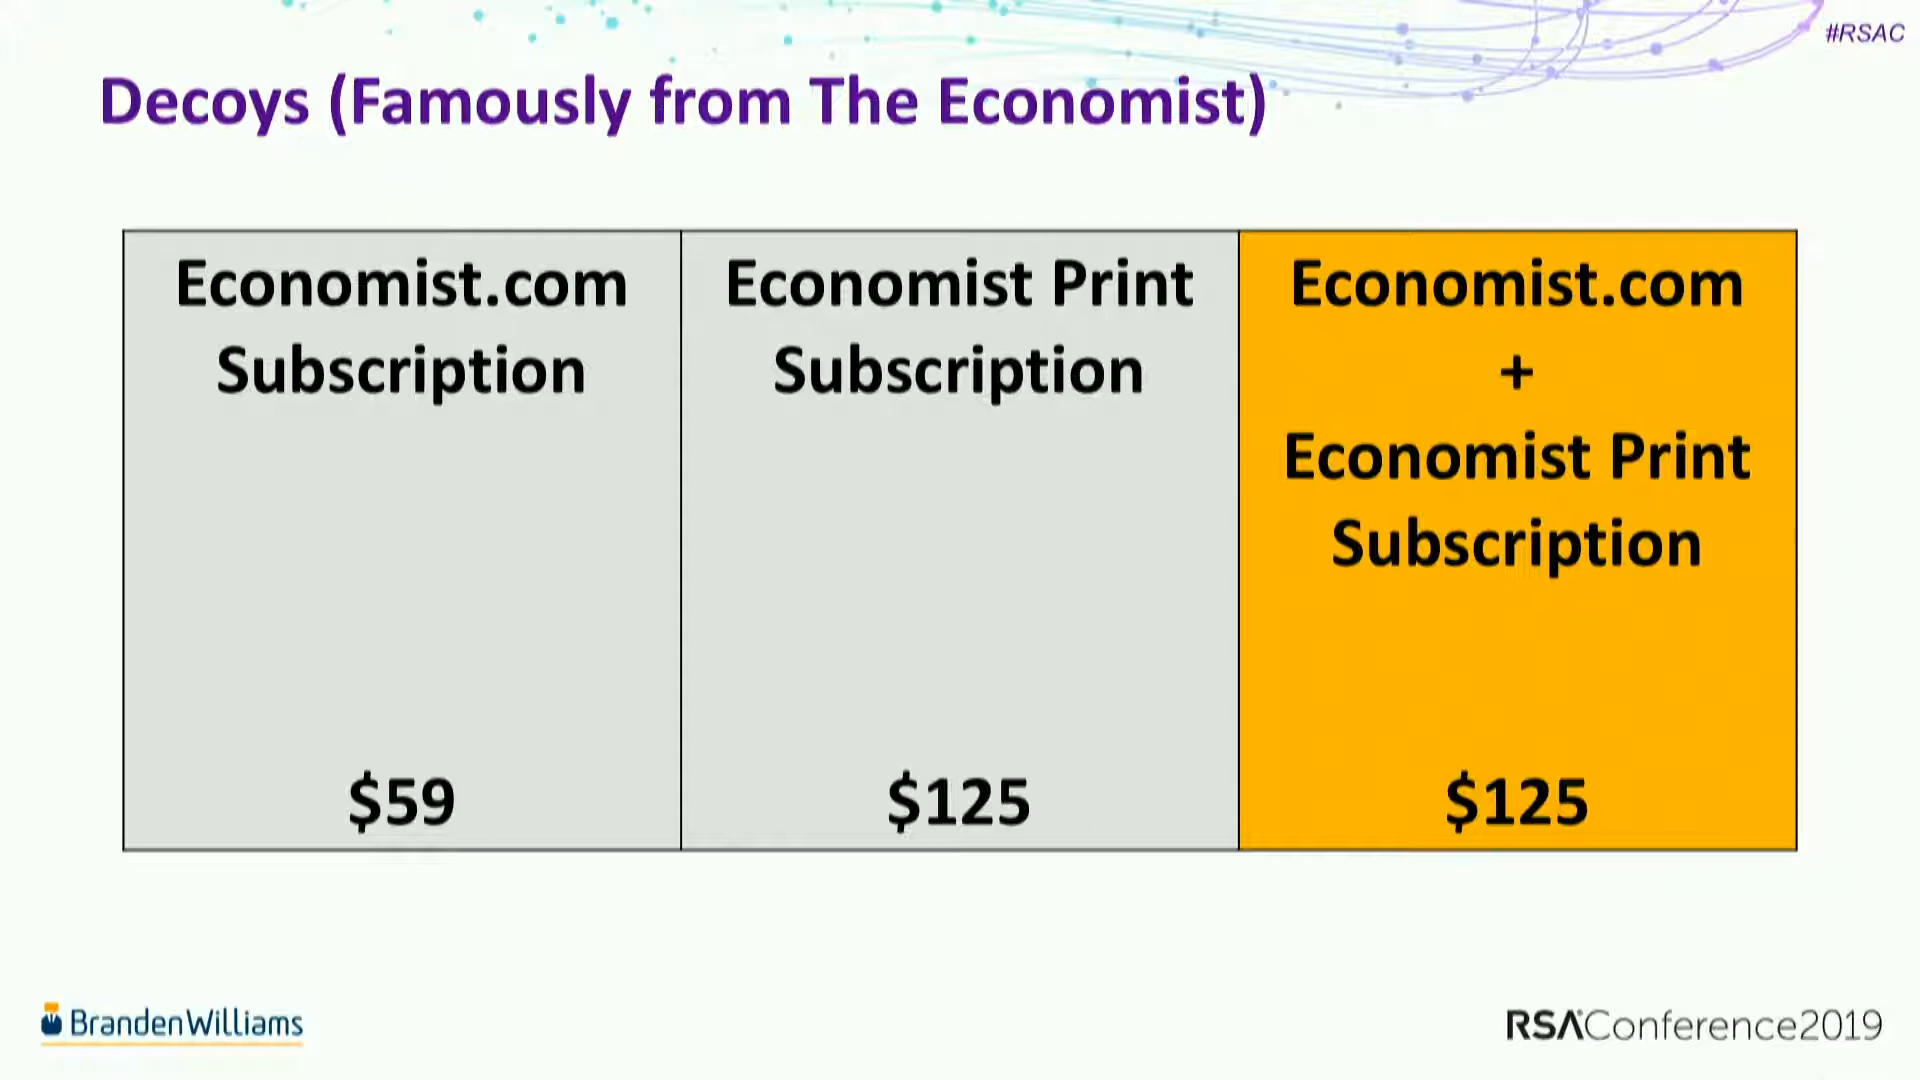 #RSAC
Decoys (Famously from The Economist)
Economist.com
Subscription
$59
Economist Print
Subscription
$125
Economist.com
+
Economist Print
Subscription
$125
BrandenWilliams
RSAConference2019